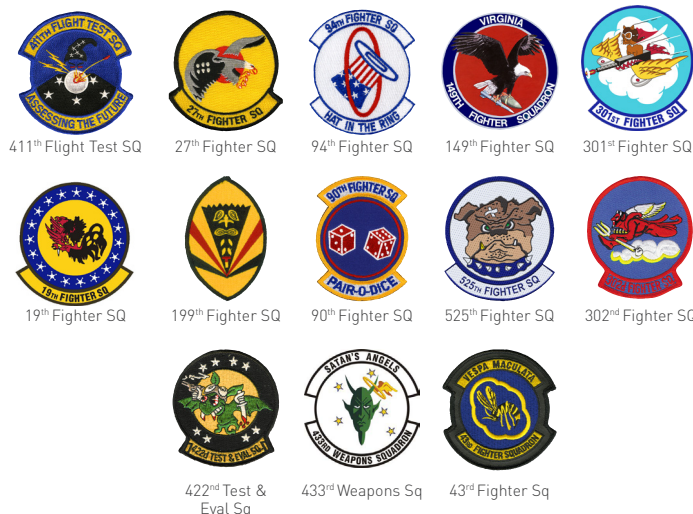 411TH FLIGHT TEST SQ
ASSESSING THE FUTURE
27TH FIGHTER SQ
94TH FIGHTER SQ
HAT IN THE RING
VIRGINIA
149TH FIGHTER SQUADRON
301ST FIGHTER SQ
411th Flight Test SQ
27th Fighter SQ
94th Fighter SQ
149th Fighter SQ
301st Fighter SQ
19TH FIGHTER SQ
90TH FIGHTER SQ
PAIR-O-DICE
525TH FIGHTER SQ
19th Fighter SQ
199th Fighter SQ
90th Fighter SQ
525th Fighter SQ
302nd Fighter SQ
422d TEST & EVAL SQ
SATAN'S ANGELS
433RD WEAPONS SQUADRON
VESPA MACULATA
43RD FIGHTER SQUADRON
422nd Test &
Eval Sq
433rd Weapons Sq
43rd Fighter Sq